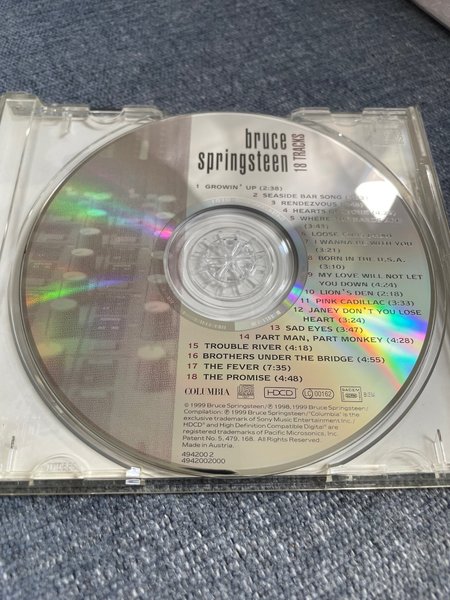 bruce
springsteen
18 TRACKS
1 GROWIN' UP (2:38)
2 SEASIDE BAR SONG
3 RENDEZVOUS
4 HEARTS OF
5 WHERE
(3:43)
6 LOOSE
7 I WANNA BE WITH YOU
(3:21)
8 BORN IN THE U.S.A.
(3:10)
9 MY LOVE WILL NOT LET
YOU DOWN (4:24)
10 LION'S DEN (2:18)
11 PINK CADILLAC (3:33)
12 JANEY DON'T YOU LOSE
HEART (3:24)
13 SAD EYES (3:47)
14 PART MAN, PART MONKEY (4:28)
15 TROUBLE RIVER (4:18)
16 BROTHERS UNDER THE BRIDGE (4:55)
17 THE FEVER (7:35)
18 THE PROMISE (4:48)
COLUMBIA HDCD LC 00162 SACEM BIEM
© 1999 Bruce Springsteen/ ℗ 1998, 1999 Bruce Springsteen/
Compilation: ℗ 1999 Bruce Springsteen/"Columbia" is the
exclusive trademark of Sony Music Entertainment Inc./
HDCD® and High Definition Compatible Digital® are
registered trademarks of Pacific Microsonics, Inc.
Patent No. 5, 479, 168. All Rights Reserved.
Made in Austria.
494200 2
4942002000